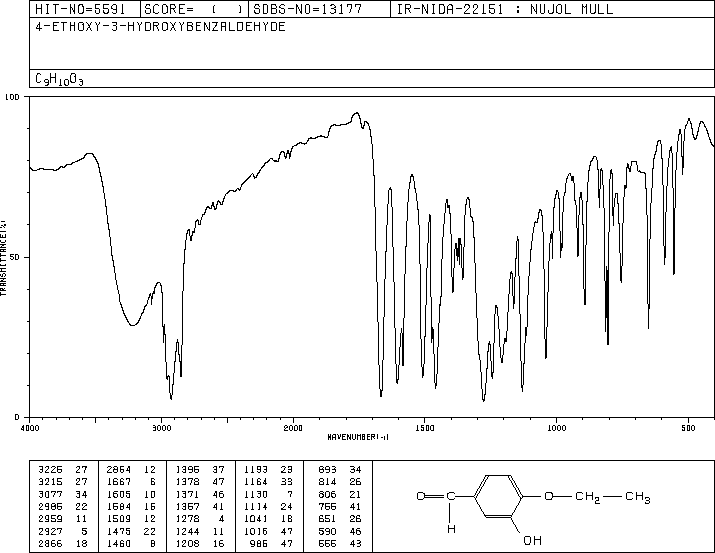 HIT-NO=5591 SCORE= ( ) SDBS-NO=13177 IR-NIDA-22151 : NUJOL MULL
4-ETHOXY-3-HYDROXYBENZALDEHYDE
C9H10O3
100
50
0
TRANSMITTANCE(%)
4000 3000 2000 1500 1000 500
WAVENUMBER(-1)
3225 27 2854 12 1395 37 1193 29 893 34
3215 27 1667 6 1378 47 1164 33 814 26
3077 34 1605 10 1371 46 1130 7 806 21
2985 22 1584 15 1357 41 1114 24 755 41
2959 11 1509 12 1278 4 1041 18 651 26
2927 5 1475 22 1244 11 1016 47 590 46
2866 18 1460 8 1208 16 985 47 555 43
O O CH2 CH3
H
OH